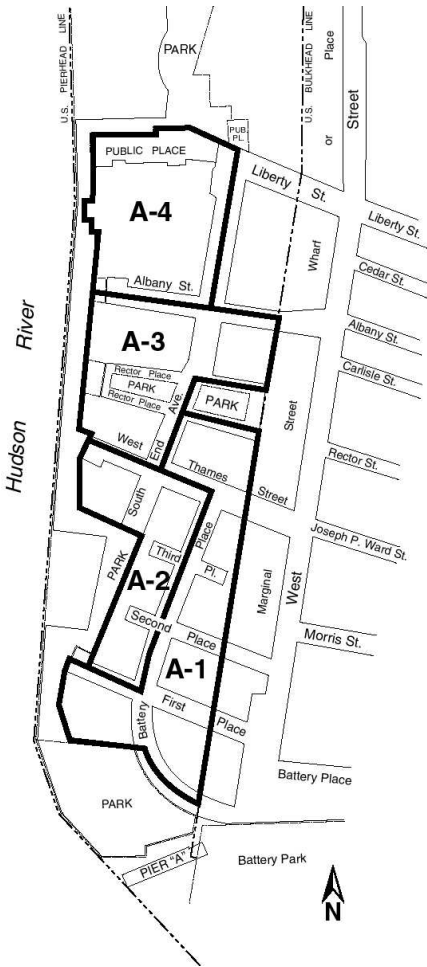 U.S. PIERHEAD LINE
PARK
U.S. BULKHEAD LINE
Place
or
Street
PUB.
PL.
PUBLIC PLACE
Liberty St.
A-4
Liberty St.
Wharf
Cedar St.
Albany St.
Hudson River
Albany St.
A-3
Carlisle St.
Rector Place
PARK
Rector Place
Ave.
PARK
Street
West
End
Rector St.
Thames
Street
South
Place
Joseph P. Ward St.
Third
Pl.
PARK
A-2
Marginal
West
Second
Place
Morris St.
A-1
First
Place
Battery
Battery Place
PARK
PIER "A"
Battery Park
N